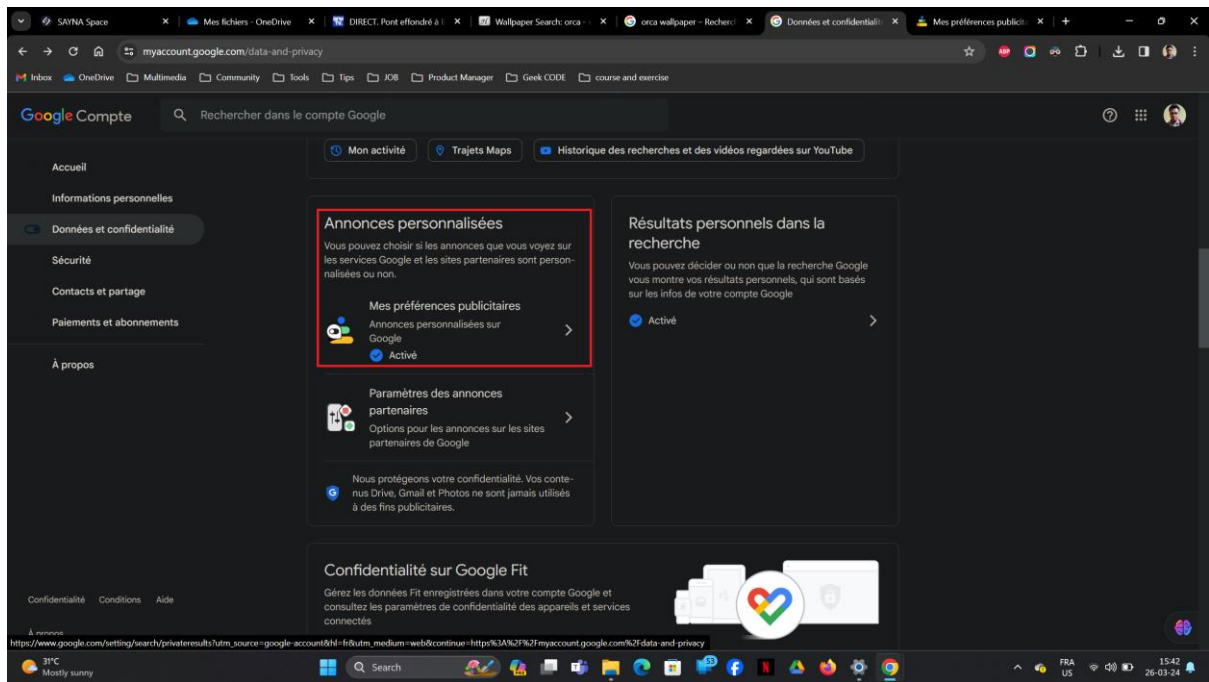 SAYNA Space
Mes fichiers - OneDrive
DIRECT. Pont effondré à
Wallpaper Search: orca -
orca wallpaper – Recherc
Données et confidentialit
Mes préférences publicit
myaccount.google.com/data-and-privacy
ABP
Inbox
OneDrive
Multimedia
Community
Tools
Tips
JOB
Product Manager
Geek CODE
course and exercise
Google Compte
Rechercher dans le compte Google
Accueil
Informations personnelles
Données et confidentialité
Sécurité
Contacts et partage
Paiements et abonnements
À propos
Mon activité
Trajets Maps
Historique des recherches et des vidéos regardées sur YouTube
Annonces personnalisées
Vous pouvez choisir si les annonces que vous voyez sur
les services Google et les sites partenaires sont person-
nalisées ou non.
Mes préférences publicitaires
Annonces personnalisées sur
Google
Activé
Paramètres des annonces
partenaires
Options pour les annonces sur les sites
partenaires de Google
Nous protégeons votre confidentialité. Vos conte-
nus Drive, Gmail et Photos ne sont jamais utilisés
à des fins publicitaires.
Résultats personnels dans la
recherche
Vous pouvez décider ou non que la recherche Google
vous montre vos résultats personnels, qui sont basés
sur les infos de votre compte Google
Activé
Confidentialité sur Google Fit
Gérez les données Fit enregistrées dans votre compte Google et
consultez les paramètres de confidentialité des appareils et services
connectés
Confidentialité
Conditions
Aide
À propos
https://www.google.com/setting/search/privateresults?utm_source=google-account&hl=fr&utm_medium=web&continue=https%3A%2F%2Fmyaccount.google.com%2Fdata-and-privacy
31°C
Mostly sunny
Search
53
FRA
US
15:42
26-03-24